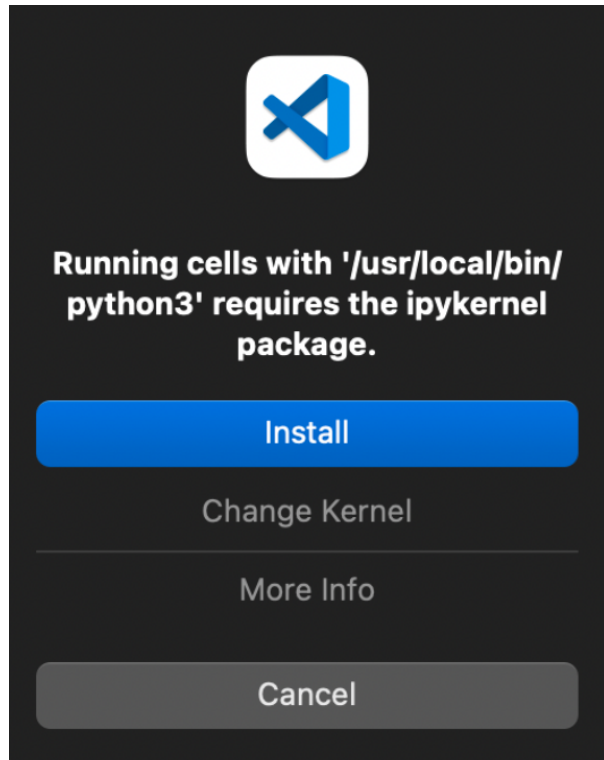 Running cells with '/usr/local/bin/
python3' requires the ipykernel
package.
Install
Change Kernel
More Info
Cancel